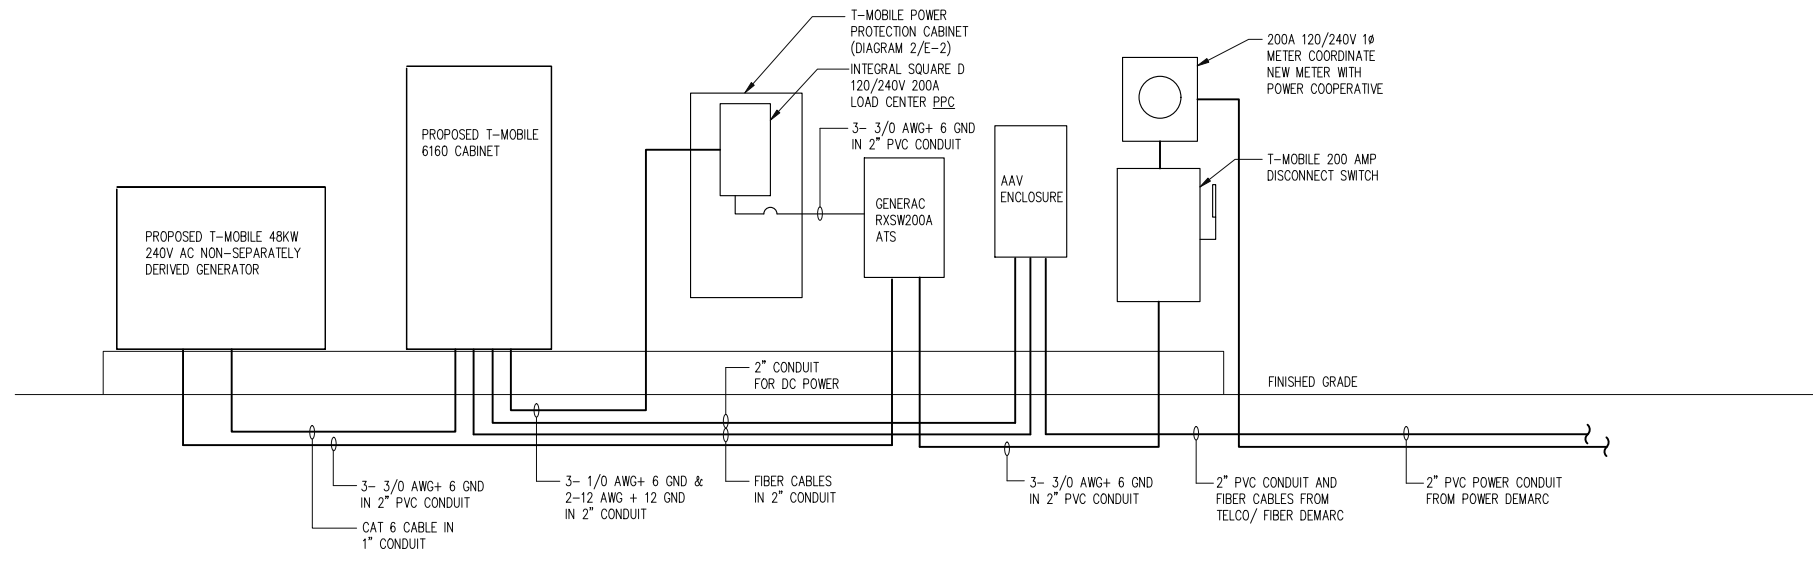 T-MOBILE POWER
PROTECTION CABINET
(DIAGRAM 2/E-2)
INTEGRAL SQUARE D
120/240V 200A
LOAD CENTER PPC
200A 120/240V 1ø
METER COORDINATE
NEW METER WITH
POWER COOPERATIVE
PROPOSED T-MOBILE
6160 CABINET
3- 3/0 AWG+ 6 GND
IN 2" PVC CONDUIT
T-MOBILE 200 AMP
DISCONNECT SWITCH
AAV
ENCLOSURE
GENERAC
RXSW200A
ATS
PROPOSED T-MOBILE 48KW
240V AC NON-SEPARATELY
DERIVED GENERATOR
2" CONDUIT
FOR DC POWER
FINISHED GRADE
3- 3/0 AWG+ 6 GND
IN 2" PVC CONDUIT
CAT 6 CABLE IN
1" CONDUIT
3- 1/0 AWG+ 6 GND &
2-12 AWG + 12 GND
IN 2" CONDUIT
FIBER CABLES
IN 2" CONDUIT
3- 3/0 AWG+ 6 GND
IN 2" PVC CONDUIT
2" PVC CONDUIT AND
FIBER CABLES FROM
TELCO/ FIBER DEMARC
2" PVC POWER CONDUIT
FROM POWER DEMARC